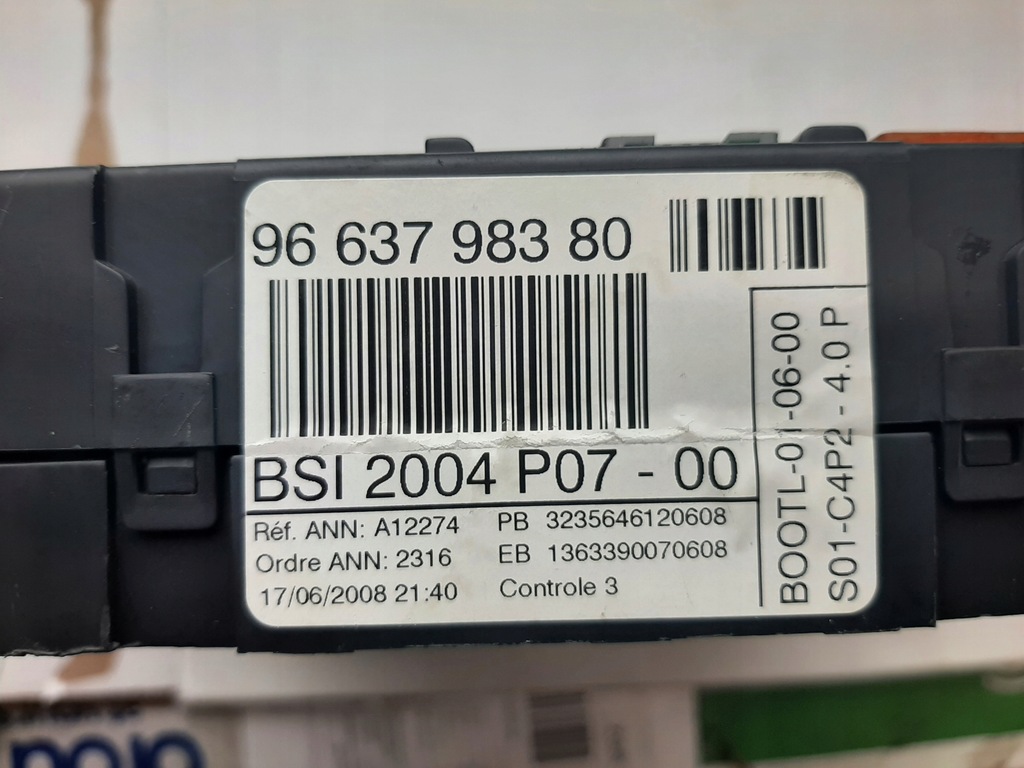 96 637 983 80
BSI 2004 P07 - 00
Réf. ANN: A12274 PB 3235646120608
Ordre ANN: 2316 EB 1363390070608
17/06/2008 21:40 Controle 3
BOOTL-01-06-00
S01-C4P2 - 4.0 P